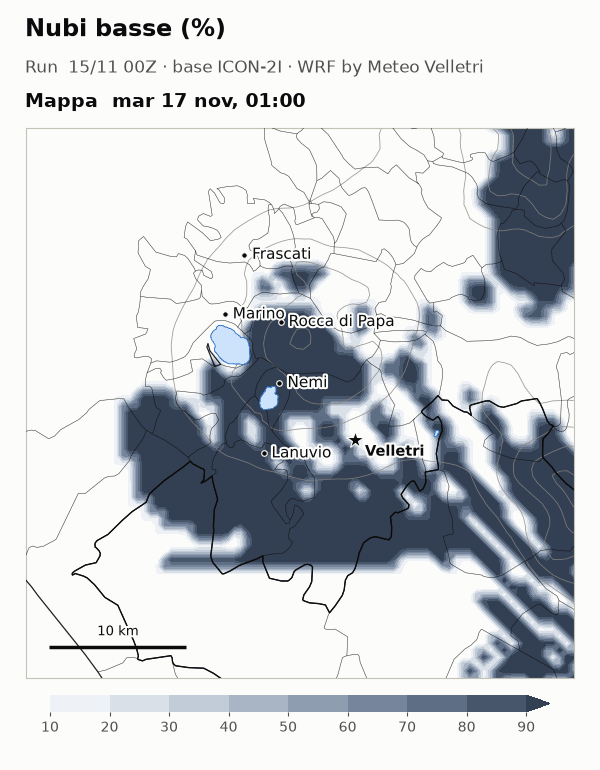 Nubi basse (%)
Run  15/11 00Z · base ICON-2I · WRF by Meteo Velletri
Mappa  mar 17 nov, 01:00
Frascati
Marino
Rocca di Papa
Nemi
Velletri
Lanuvio
10 km
10 20 30 40 50 60 70 80 90